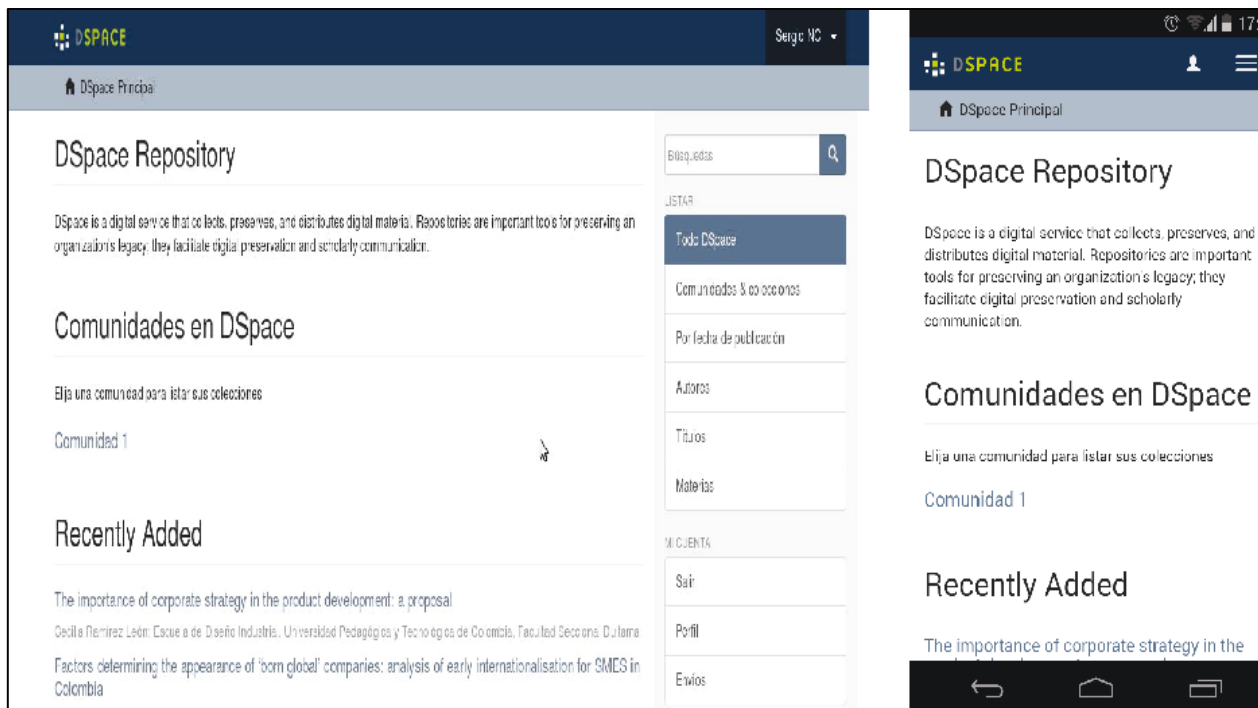 DSPACE
Sergio NC
DSpace Principal
DSpace Repository
DSpace is a digital service that collects, preserves, and distributes digital material. Repositories are important tools for preserving an
organization's legacy; they facilitate digital preservation and scholarly communication.
Comunidades en DSpace
Elija una comunidad para listar sus colecciones
Comunidad 1
Recently Added
The importance of corporate strategy in the product development: a proposal
Cecilia Ramírez León; Escuela de Diseño Industrial, Universidad Pedagógica y Tecnológica de Colombia, Facultad Seccional Duitama
Factors determining the appearance of 'born global' companies: analysis of early internationalisation for SMES in
Colombia
Búsquedas
LISTAR
Todo DSpace
Comunidades & colecciones
Por fecha de publicación
Autores
Títulos
Materias
MI CUENTA
Salir
Perfil
Envíos
DSPACE
DSpace Principal
DSpace Repository
DSpace is a digital service that collects, preserves, and
distributes digital material. Repositories are important
tools for preserving an organization's legacy; they
facilitate digital preservation and scholarly
communication.
Comunidades en DSpace
Elija una comunidad para listar sus colecciones
Comunidad 1
Recently Added
The importance of corporate strategy in the